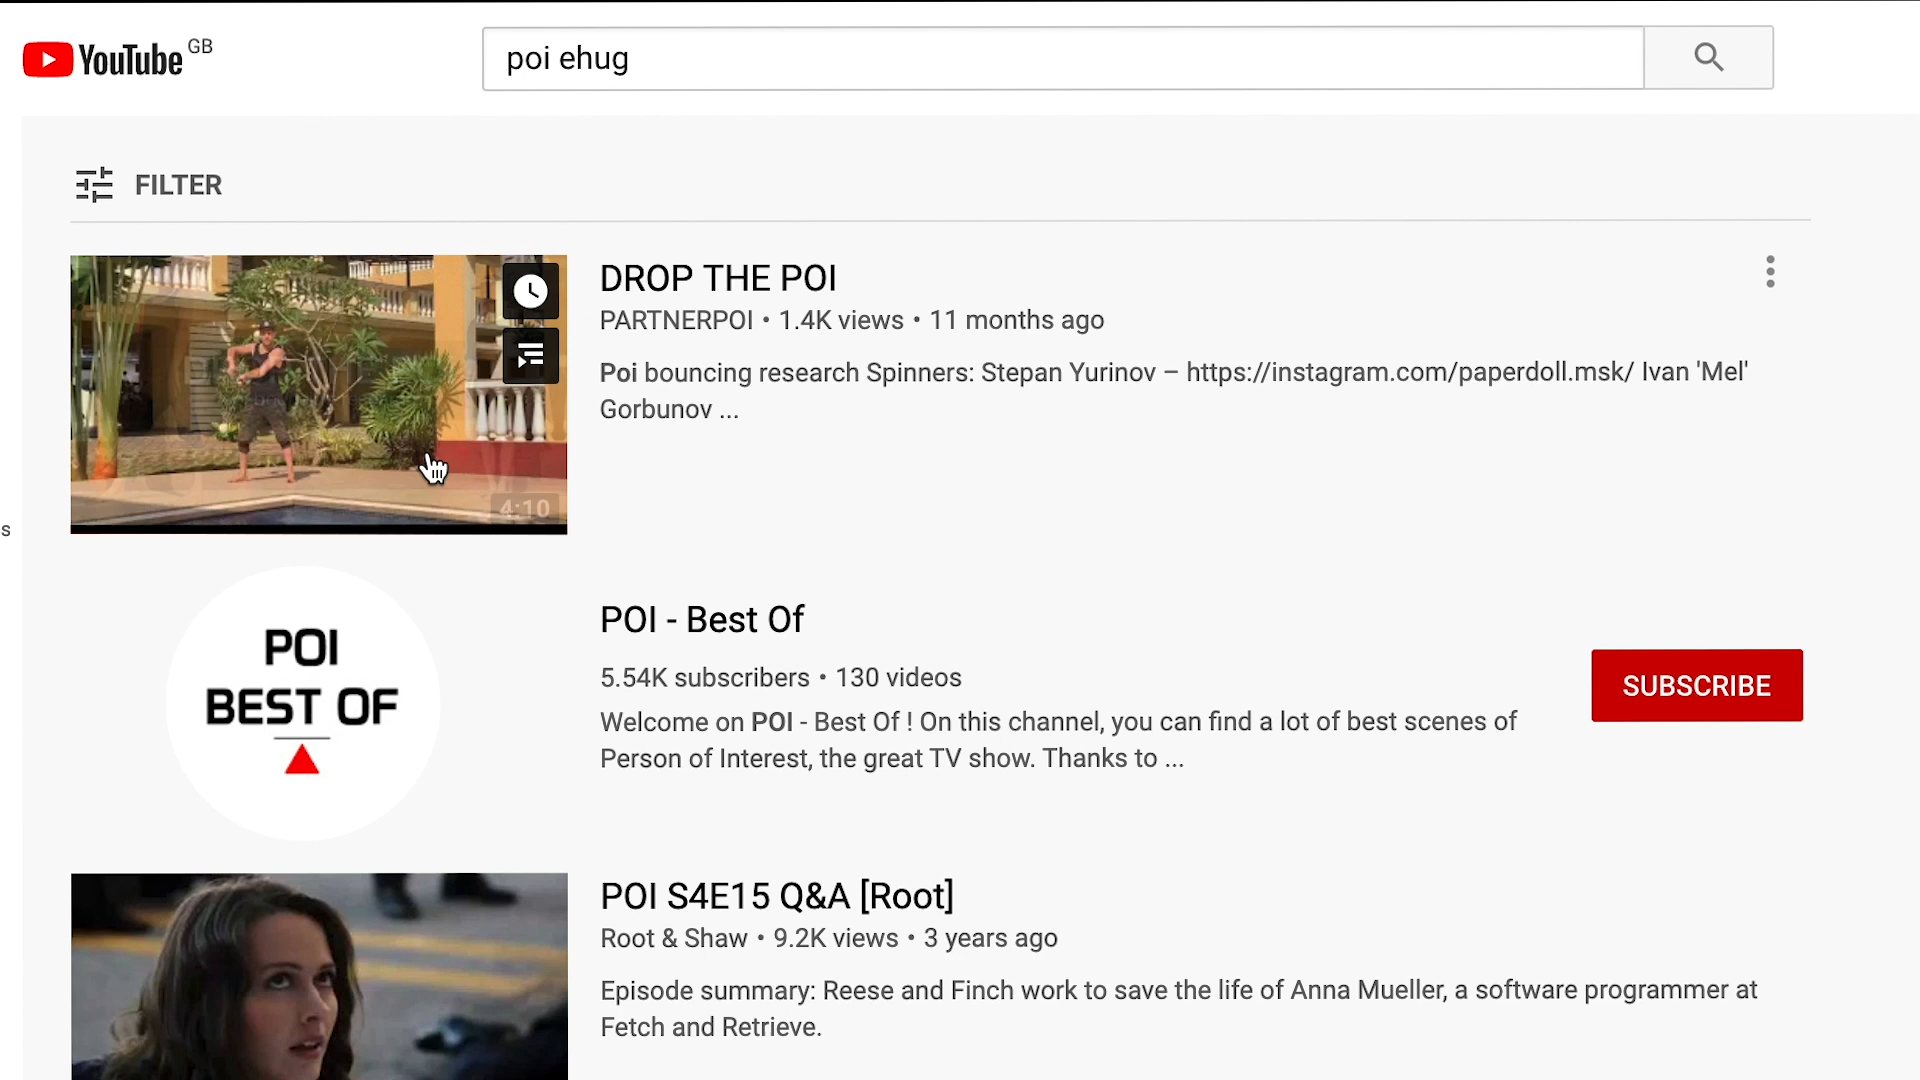 YouTube GB
poi ehug
FILTER
DROP THE POI
PARTNERPOI • 1.4K views • 11 months ago
Poi bouncing research Spinners: Stepan Yurinov – https://instagram.com/paperdoll.msk/ Ivan 'Mel'
Gorbunov ...
4:10
s
POI
BEST OF
POI - Best Of
5.54K subscribers • 130 videos
Welcome on POI - Best Of ! On this channel, you can find a lot of best scenes of
Person of Interest, the great TV show. Thanks to ...
SUBSCRIBE
POI S4E15 Q&A [Root]
Root & Shaw • 9.2K views • 3 years ago
Episode summary: Reese and Finch work to save the life of Anna Mueller, a software programmer at
Fetch and Retrieve.